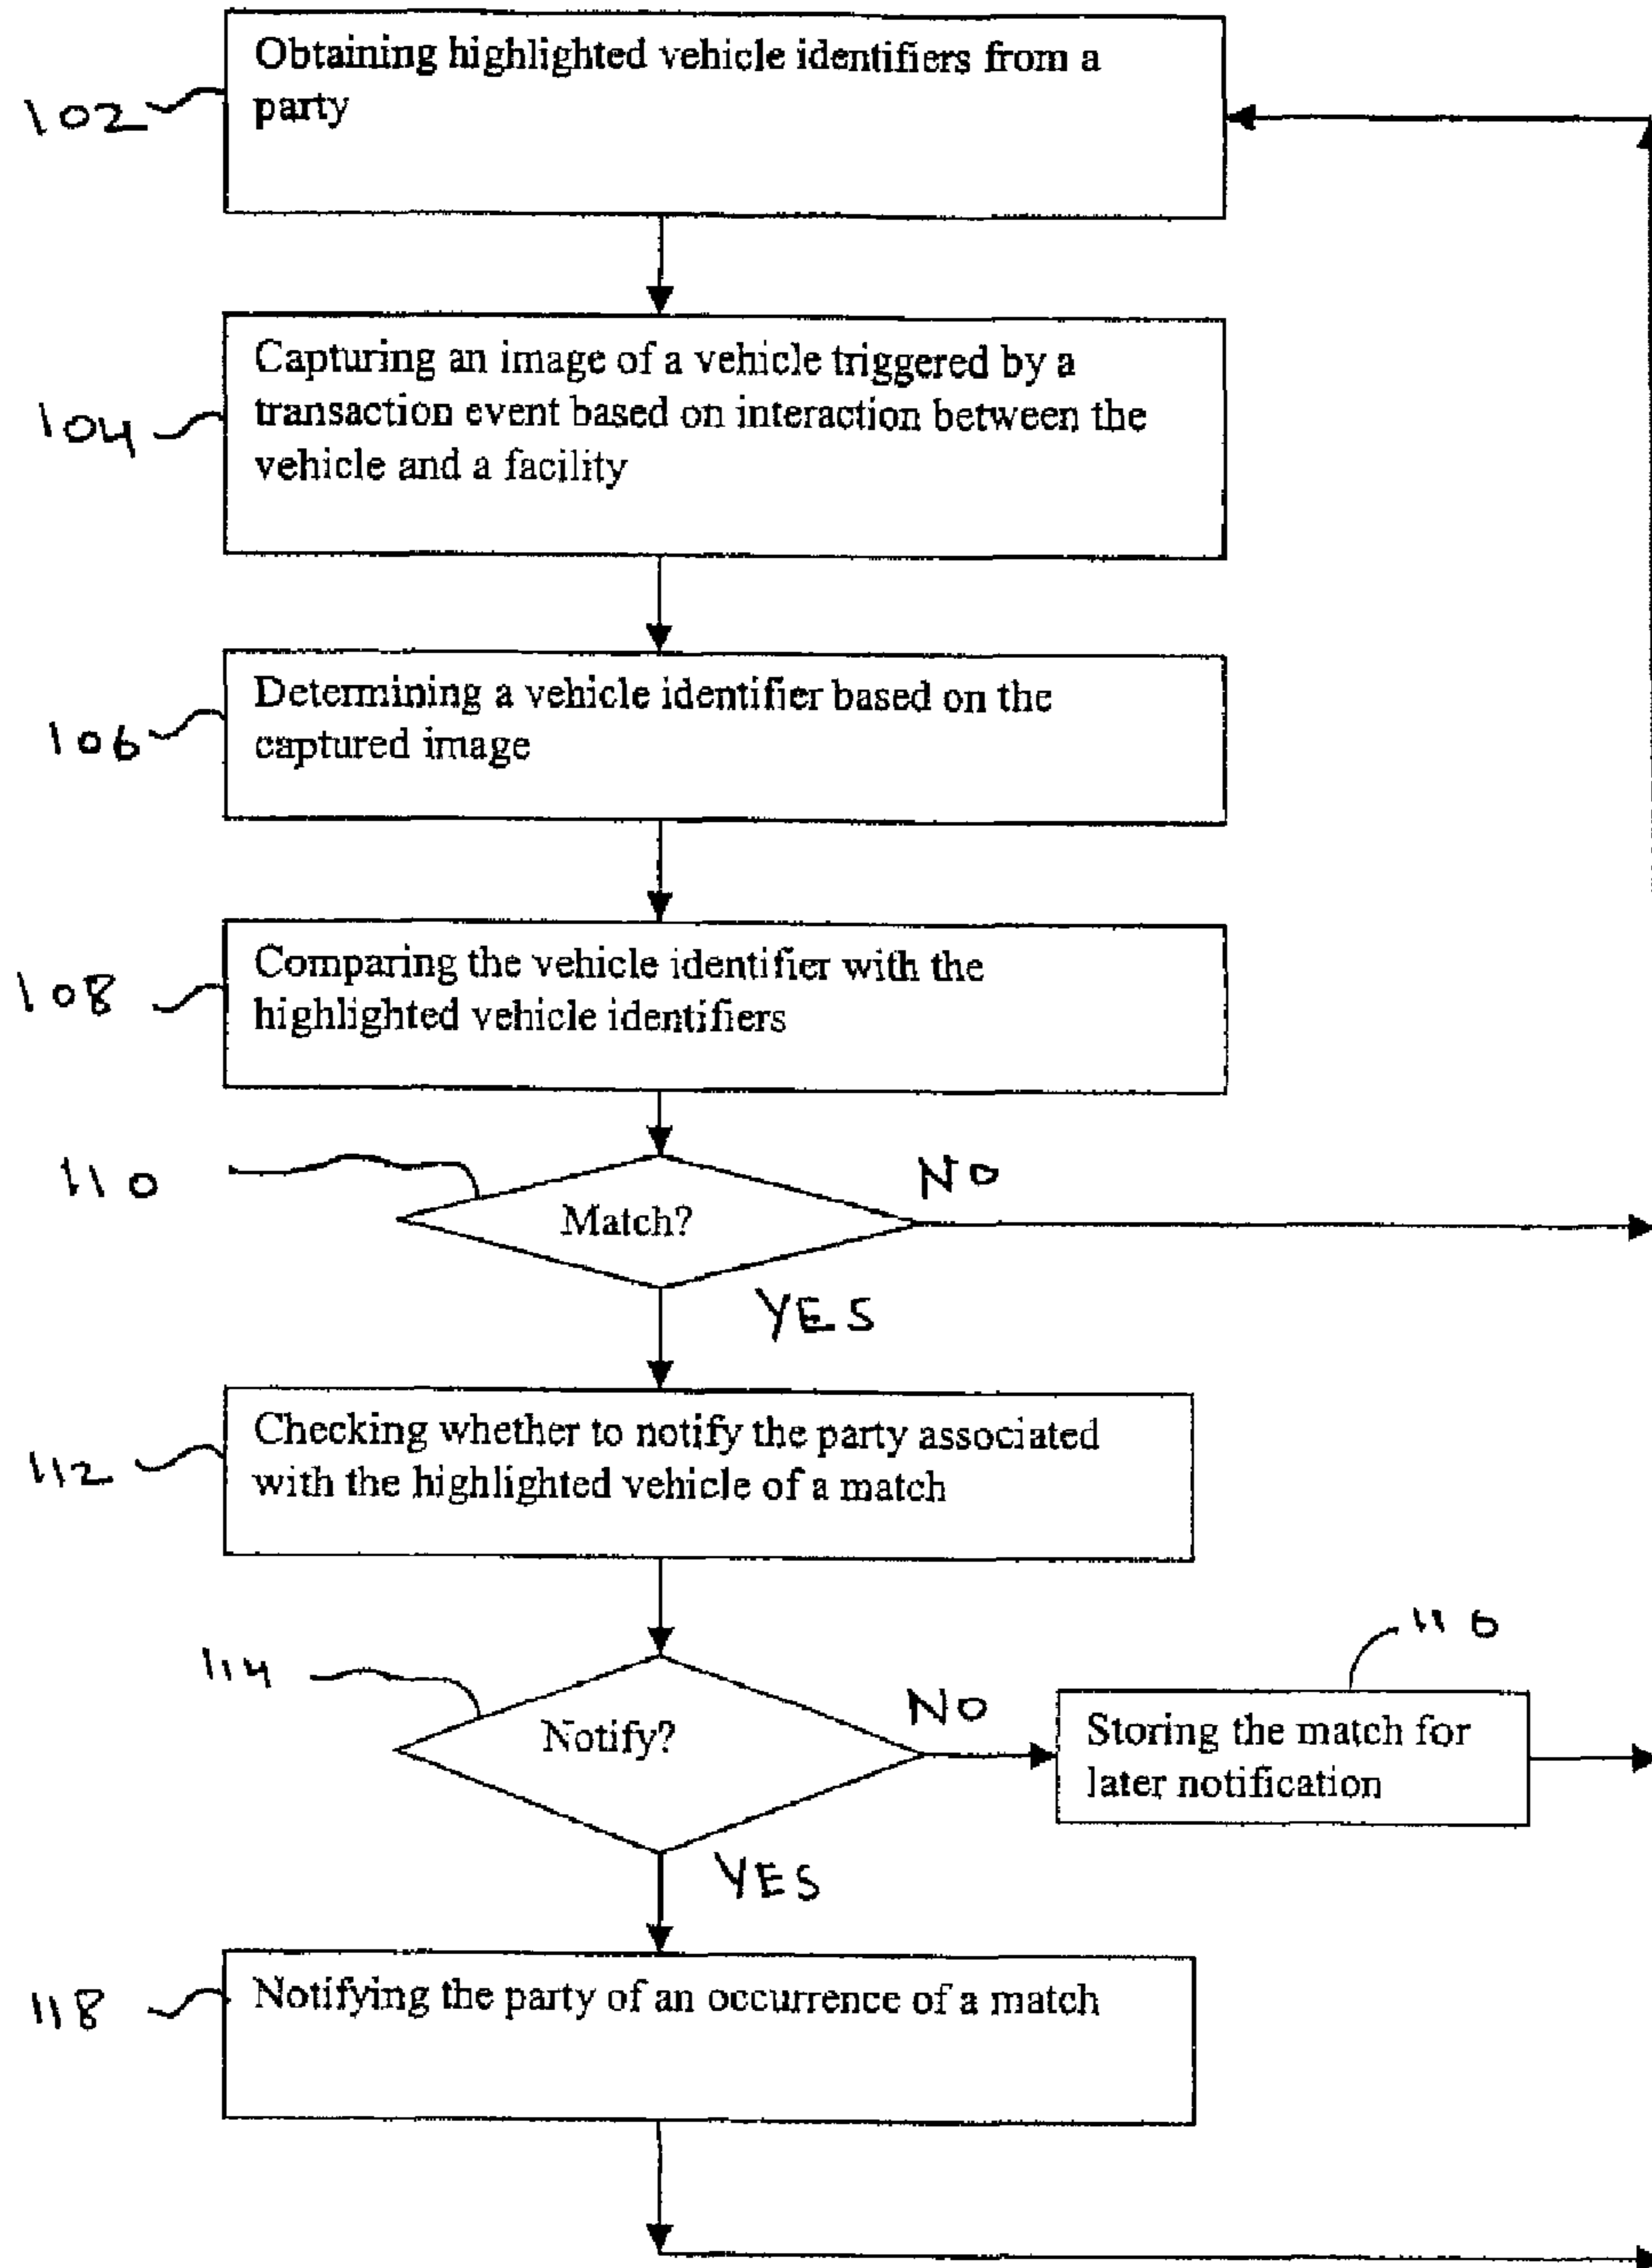 Obtaining highlighted vehicle identifiers from a
party
102
Capturing an image of a vehicle triggered by a
transaction event based on interaction between the
vehicle and a facility
104
Determining a vehicle identifier based on the
captured image
106
Comparing the vehicle identifier with the
highlighted vehicle identifiers
108
110
Match?
NO
YES
Checking whether to notify the party associated
with the highlighted vehicle of a match
112
114
Notify?
NO
116
Storing the match for
later notification
YES
Notifying the party of an occurrence of a match
118